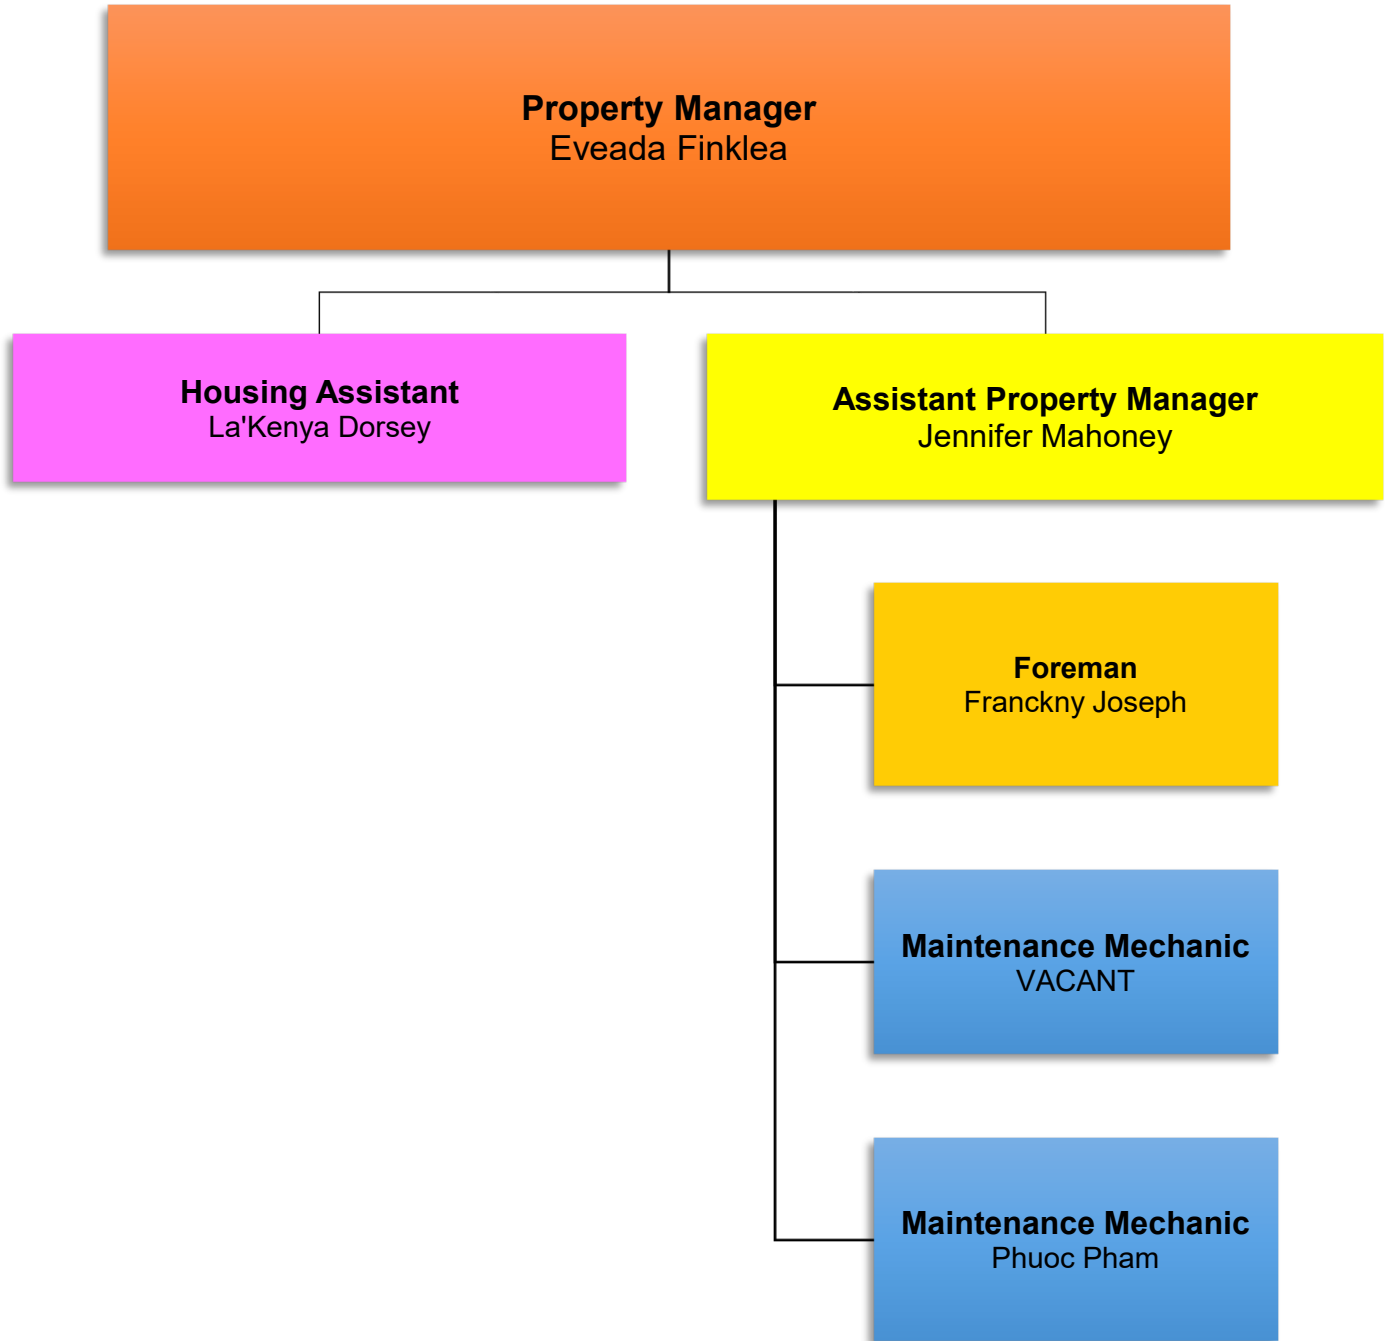 Property Manager
Eveada Finklea
Housing Assistant
La'Kenya Dorsey
Assistant Property Manager
Jennifer Mahoney
Foreman
Franckny Joseph
Maintenance Mechanic
VACANT
Maintenance Mechanic
Phuoc Pham